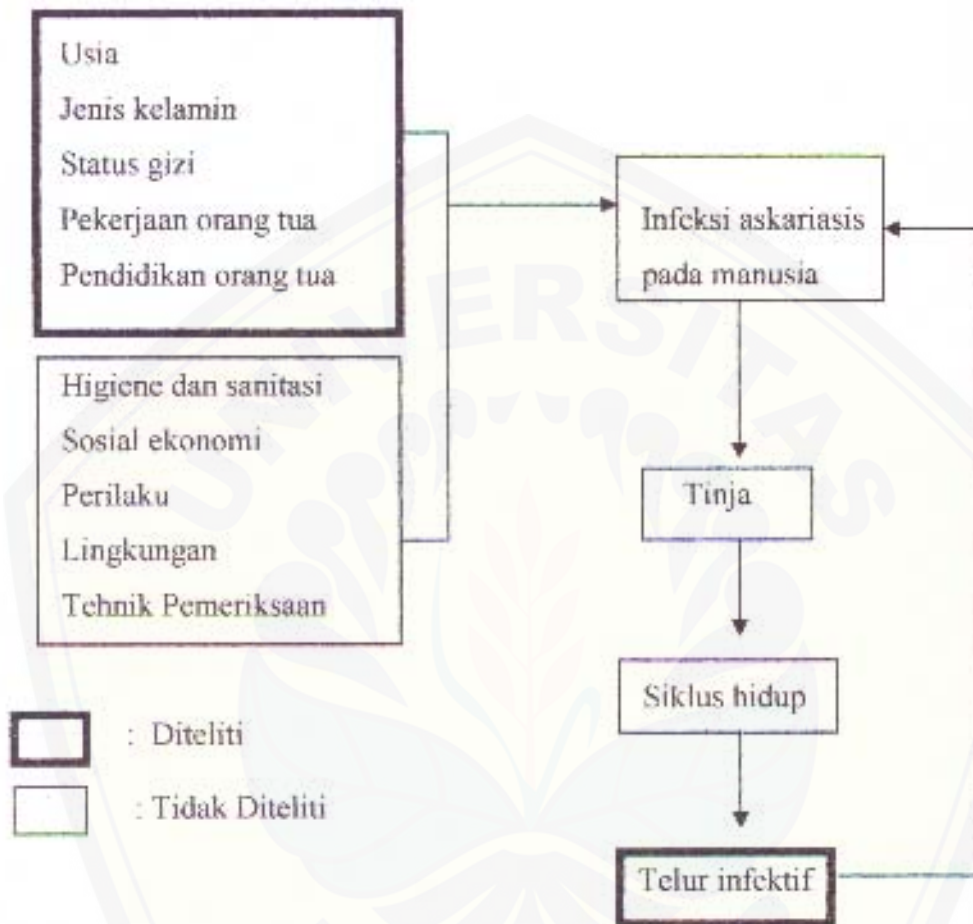 Usia
Jenis kelamin
Status gizi
Pekerjaan orang tua
Pendidikan orang tua
Higiene dan sanitasi
Sosial ekonomi
Perilaku
Lingkungan
Tehnik Pemeriksaan
: Diteliti
: Tidak Diteliti
Infeksi askariasis
pada manusia
Tinja
Siklus hidup
Telur infektif
UNIVERSITAS